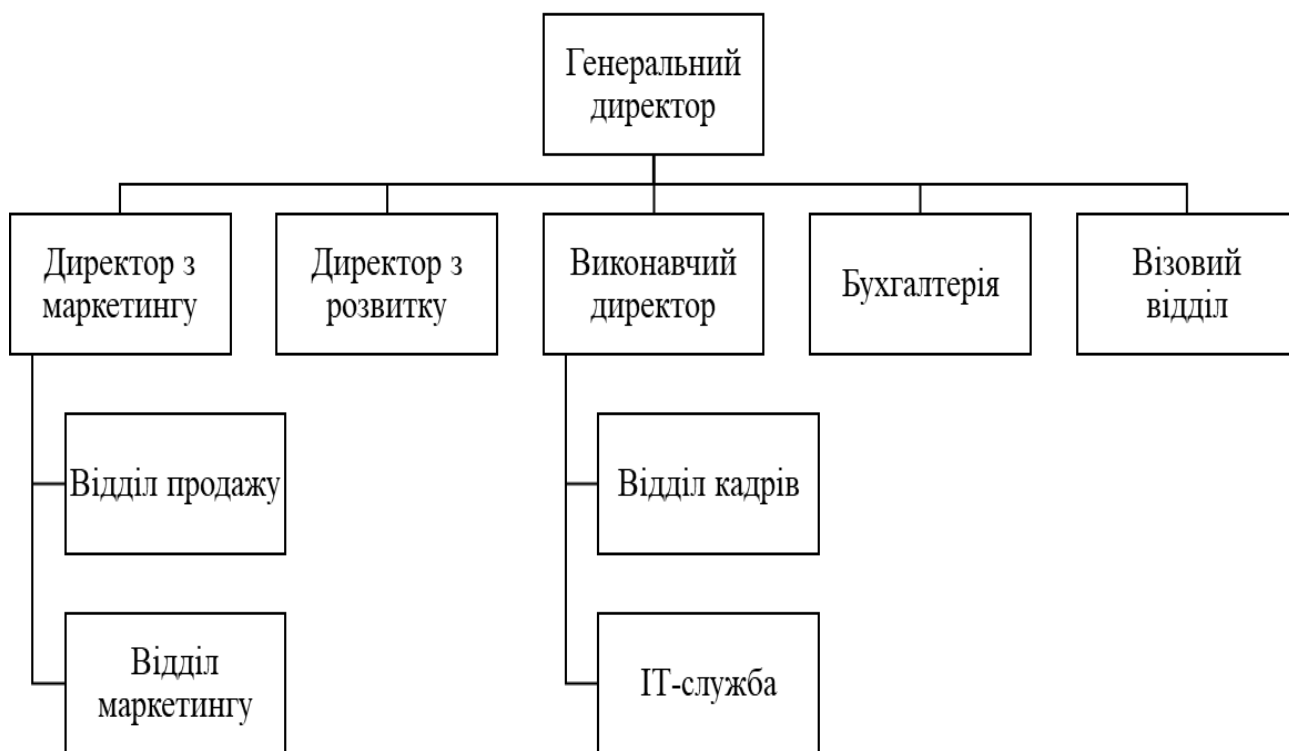 Генеральний
директор
Директор з
маркетингу
Директор з
розвитку
Виконавчий
директор
Бухгалтерія
Візовий
відділ
Відділ продажу
Відділ кадрів
Відділ
маркетингу
ІТ-служба